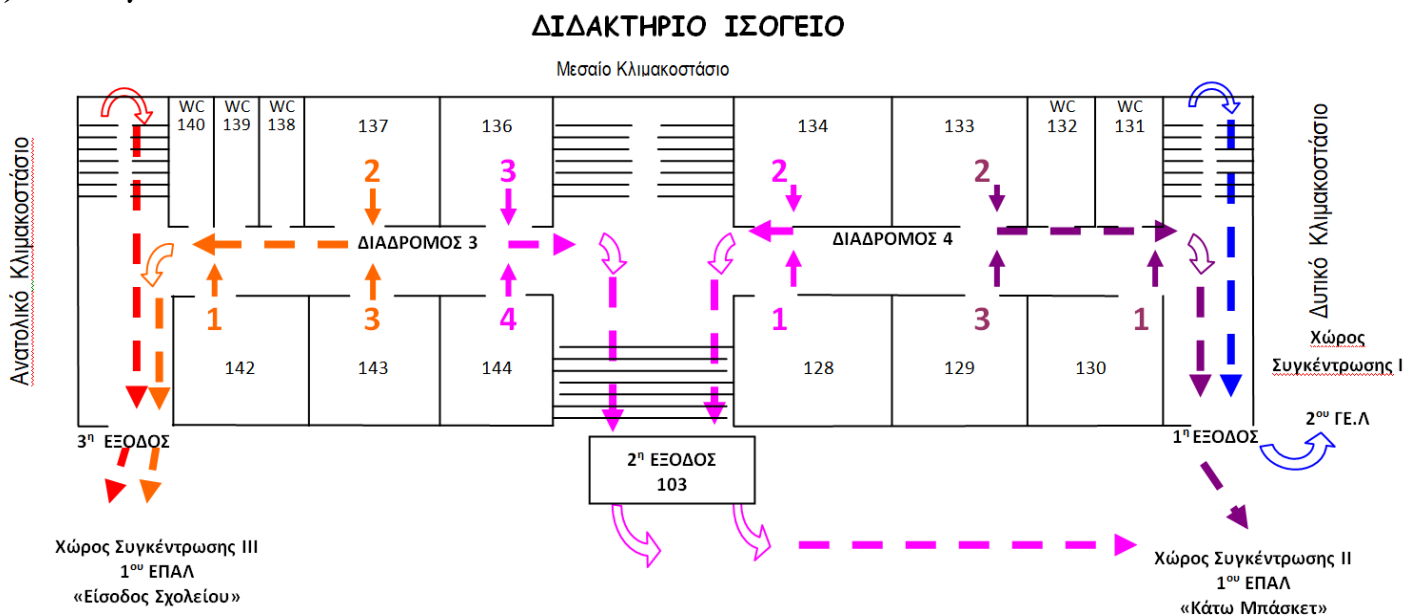 ΔΙΔΑΚΤΗΡΙΟ ΙΣΟΓΕΙΟ
Μεσαίο Κλιμακοστάσιο
Ανατολικό Κλιμακοστάσιο
WC 140
WC 139
WC 138
137
136
134
133
WC 132
WC 131
Δυτικό Κλιμακοστάσιο
2
3
2
2
ΔΙΑΔΡΟΜΟΣ 3
ΔΙΑΔΡΟΜΟΣ 4
1
3
4
1
3
1
142
143
144
128
129
130
Χώρος
Συγκέντρωσης Ι
2ου ΓΕ.Λ
3η ΕΞΟΔΟΣ
2η ΕΞΟΔΟΣ
103
1η ΕΞΟΔΟΣ
Χώρος Συγκέντρωσης ΙΙΙ
1ου ΕΠΑΛ
«Είσοδος Σχολείου»
Χώρος Συγκέντρωσης ΙΙ
1ου ΕΠΑΛ
«Κάτω Μπάσκετ»